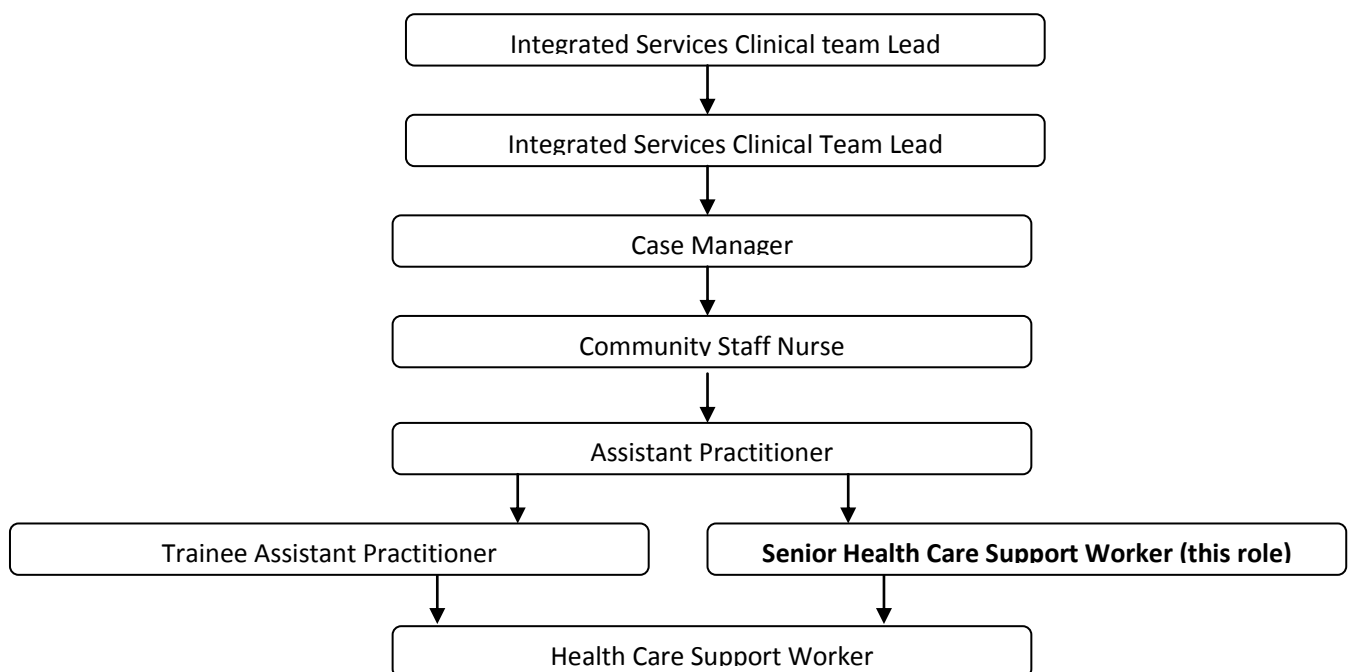 Integrated Services Clinical team Lead
Integrated Services Clinical Team Lead
Case Manager
Community Staff Nurse
Assistant Practitioner
Trainee Assistant Practitioner
Senior Health Care Support Worker (this role)
Health Care Support Worker